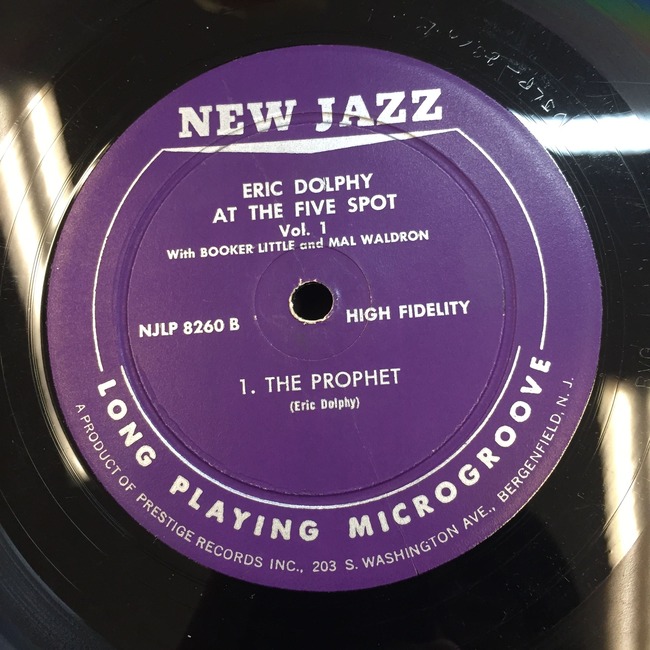 NEW JAZZ
ERIC DOLPHY
AT THE FIVE SPOT
Vol. 1
With BOOKER LITTLE and MAL WALDRON
NJLP 8260 B
HIGH FIDELITY
1. THE PROPHET
(Eric Dolphy)
LONG PLAYING MICROGROOVE
A PRODUCT OF PRESTIGE RECORDS INC., 203 S. WASHINGTON AVE., BERGENFIELD, N. J.